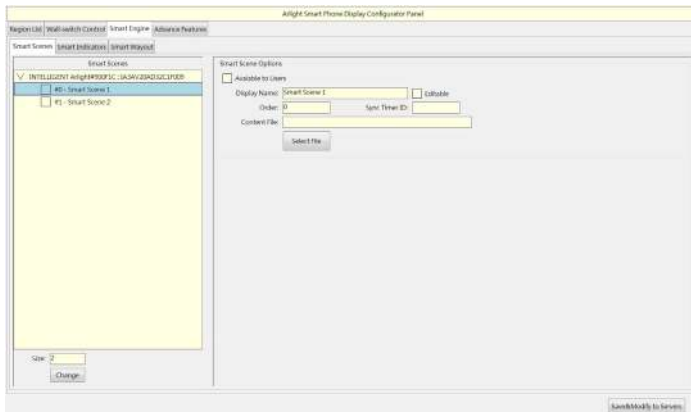 Arlight Smart Phone Display Configurator Panel
Region List Wall-switch Control Smart Engine Advance Features
Smart Scenes Smart Indicators Smart Wayout
Smart Scenes
INTELLIGENT Arlight
#0 - Smart Scene 1
#1 - Smart Scene 2
Size: 2
Change
Smart Scene Options
Available to Users
Display Name: Smart Scene 1 Editable
Order: 0 Sync Timer ID:
Content File:
Select File
Save&Modify to Servers